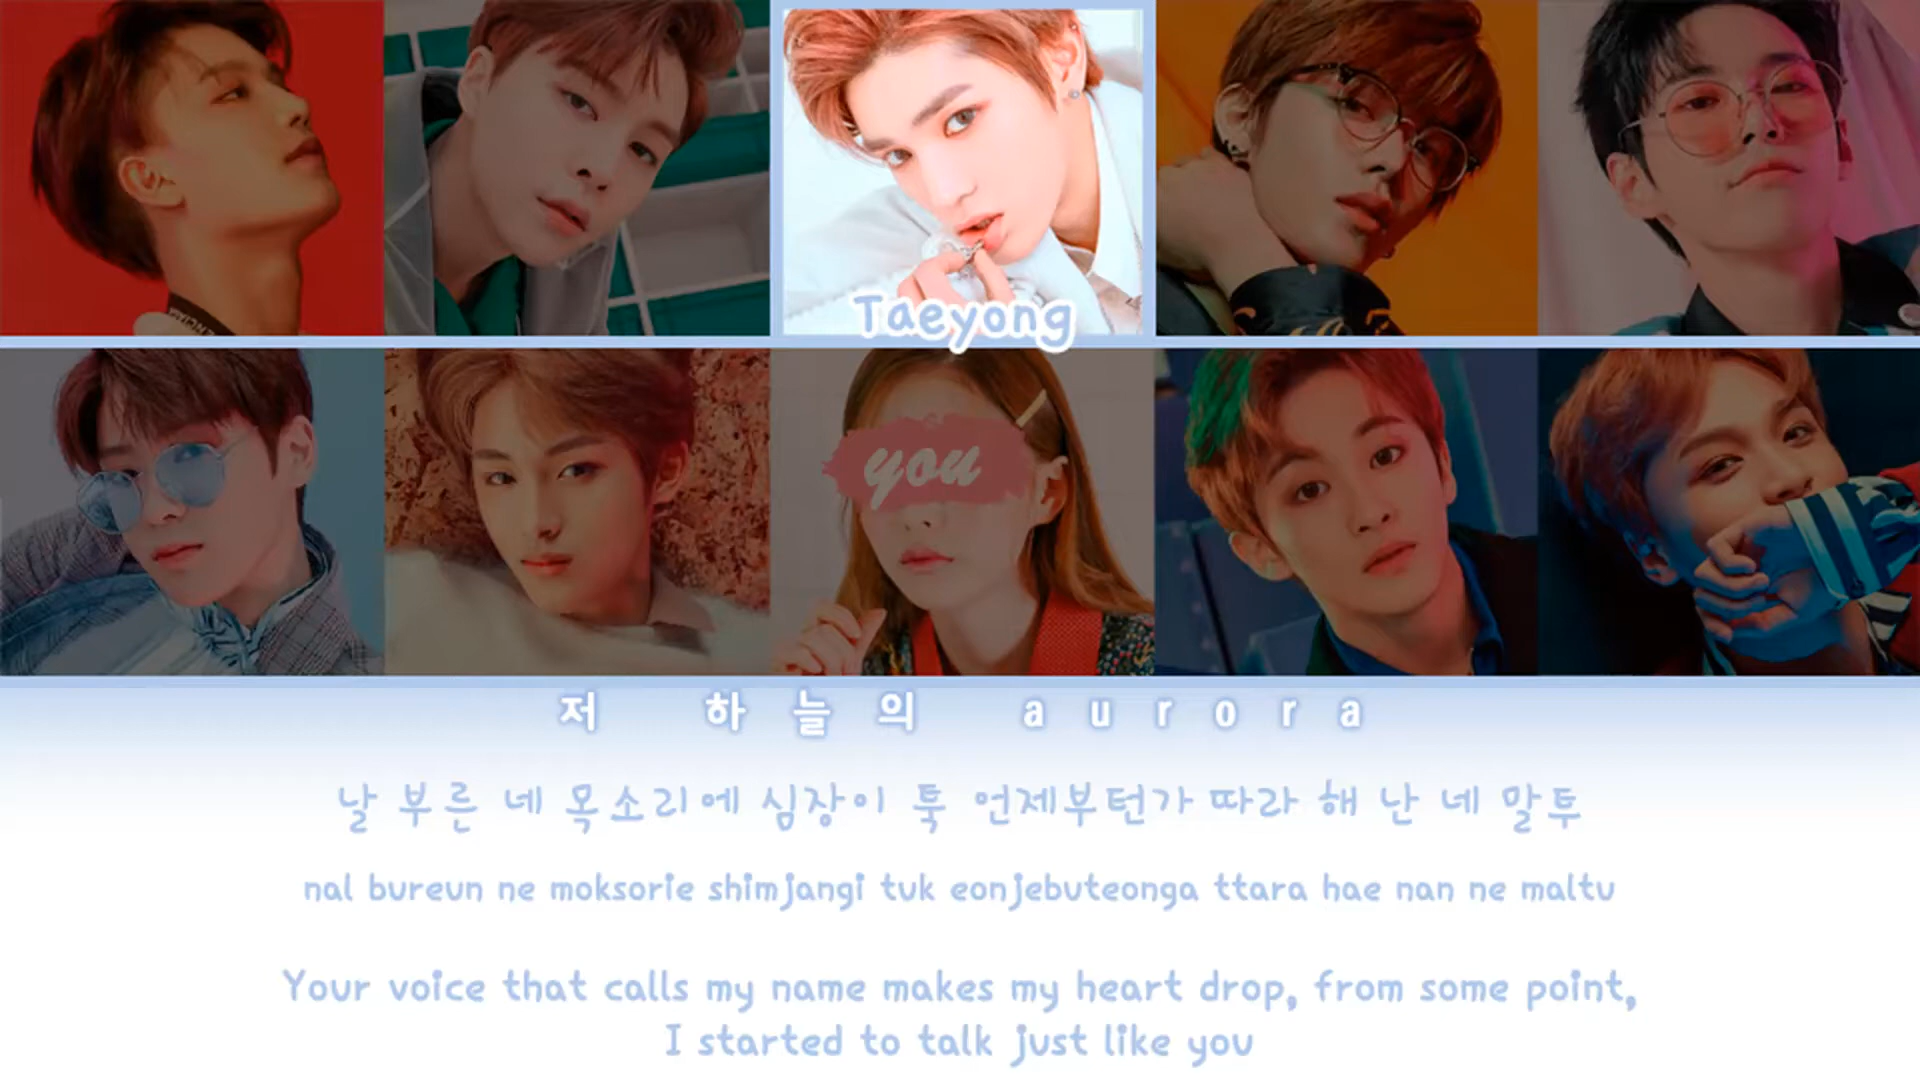 Taeyong
you
저 하늘의 aurora
날 부른 네 목소리에 심장이 툭 언제부턴가 따라 해 난 네 말투
nal bureun ne moksorie shimjangi tuk eonjebuteonga ttara hae nan ne maltu
Your voice that calls my name makes my heart drop, from some point,
I started to talk just like you